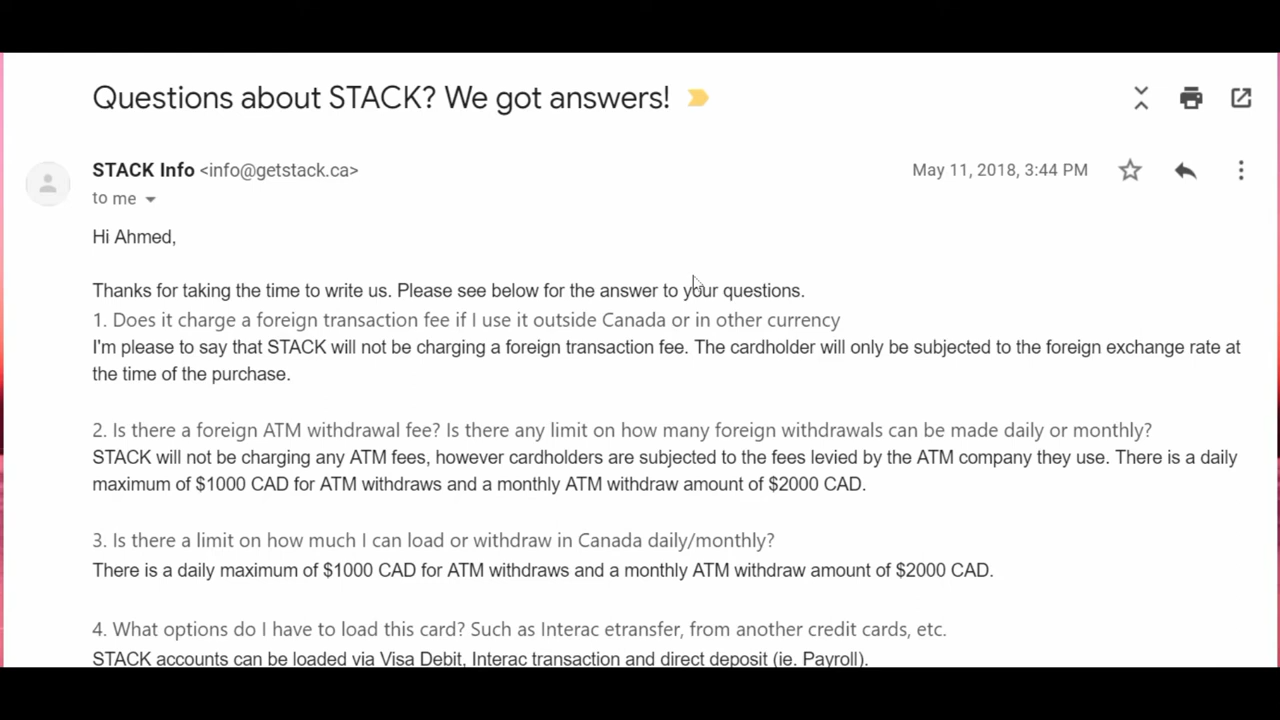 Questions about STACK? We got answers!
STACK Info <info@getstack.ca>
May 11, 2018, 3:44 PM
to me
Hi Ahmed,
Thanks for taking the time to write us. Please see below for the answer to your questions.
1. Does it charge a foreign transaction fee if I use it outside Canada or in other currency
I'm please to say that STACK will not be charging a foreign transaction fee. The cardholder will only be subjected to the foreign exchange rate at
the time of the purchase.
2. Is there a foreign ATM withdrawal fee? Is there any limit on how many foreign withdrawals can be made daily or monthly?
STACK will not be charging any ATM fees, however cardholders are subjected to the fees levied by the ATM company they use. There is a daily
maximum of $1000 CAD for ATM withdraws and a monthly ATM withdraw amount of $2000 CAD.
3. Is there a limit on how much I can load or withdraw in Canada daily/monthly?
There is a daily maximum of $1000 CAD for ATM withdraws and a monthly ATM withdraw amount of $2000 CAD.
4. What options do I have to load this card? Such as Interac etransfer, from another credit cards, etc.
STACK accounts can be loaded via Visa Debit, Interac transaction and direct deposit (ie. Payroll).